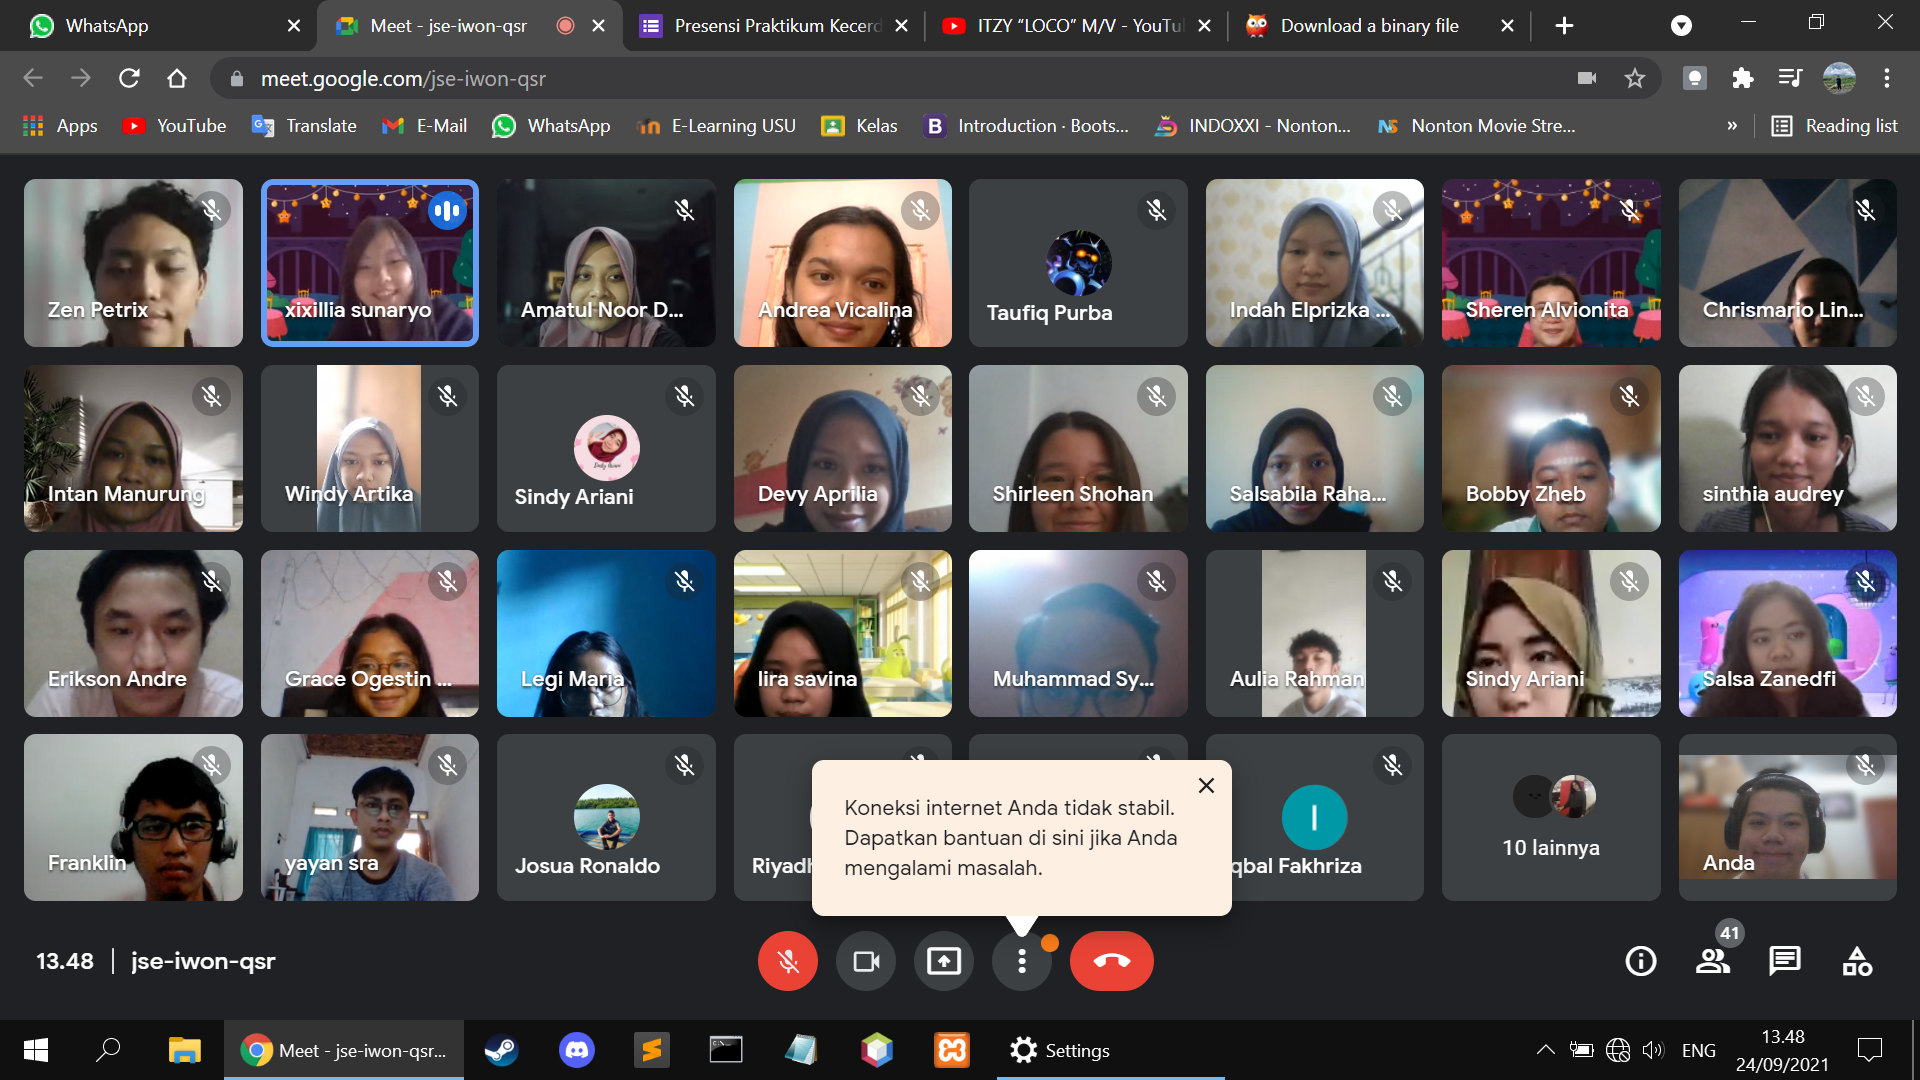 WhatsApp
Meet - jse-iwon-qsr
Presensi Praktikum Kecerd
ITZY “LOCO” M/V - YouTu
Download a binary file
meet.google.com/jse-iwon-qsr
Apps
YouTube
Translate
E-Mail
WhatsApp
E-Learning USU
Kelas
Introduction · Boots...
INDOXXI - Nonton...
Nonton Movie Stre...
»
Reading list
Zen Petrix
xixillia sunaryo
Amatul Noor D...
Andrea Vicalina
Taufiq Purba
Indah Elprizka ...
Sheren Alvionita
Chrismario Lin...
Intan Manurung
Windy Artika
Sindy Ariani
Devy Aprilia
Shirleen Shohan
Salsabila Raha...
Bobby Zheb
sinthia audrey
Erikson Andre
Grace Ogestin ...
Legi Maria
lira savina
Muhammad Sy...
Aulia Rahman
Sindy Ariani
Salsa Zanedfi
Franklin
yayan sra
Josua Ronaldo
Riyadh
I
qbal Fakhriza
10 lainnya
Anda
Koneksi internet Anda tidak stabil.
Dapatkan bantuan di sini jika Anda
mengalami masalah.
13.48 | jse-iwon-qsr
41
Meet - jse-iwon-qsr...
Settings
ENG
13.48
24/09/2021